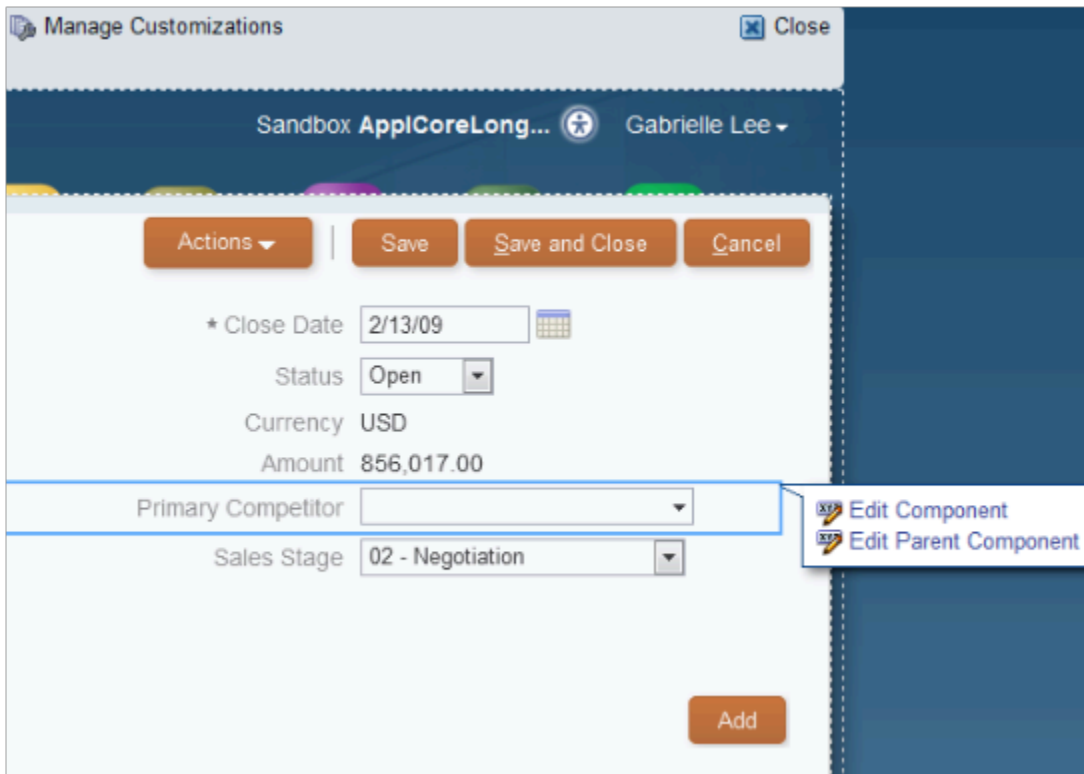 Manage Customizations Close
Sandbox ApplCoreLong... Gabrielle Lee
Actions Save Save and Close Cancel
* Close Date 2/13/09
Status Open
Currency USD
Amount 856,017.00
Primary Competitor
Edit Component
Edit Parent Component
Sales Stage 02 - Negotiation
Add